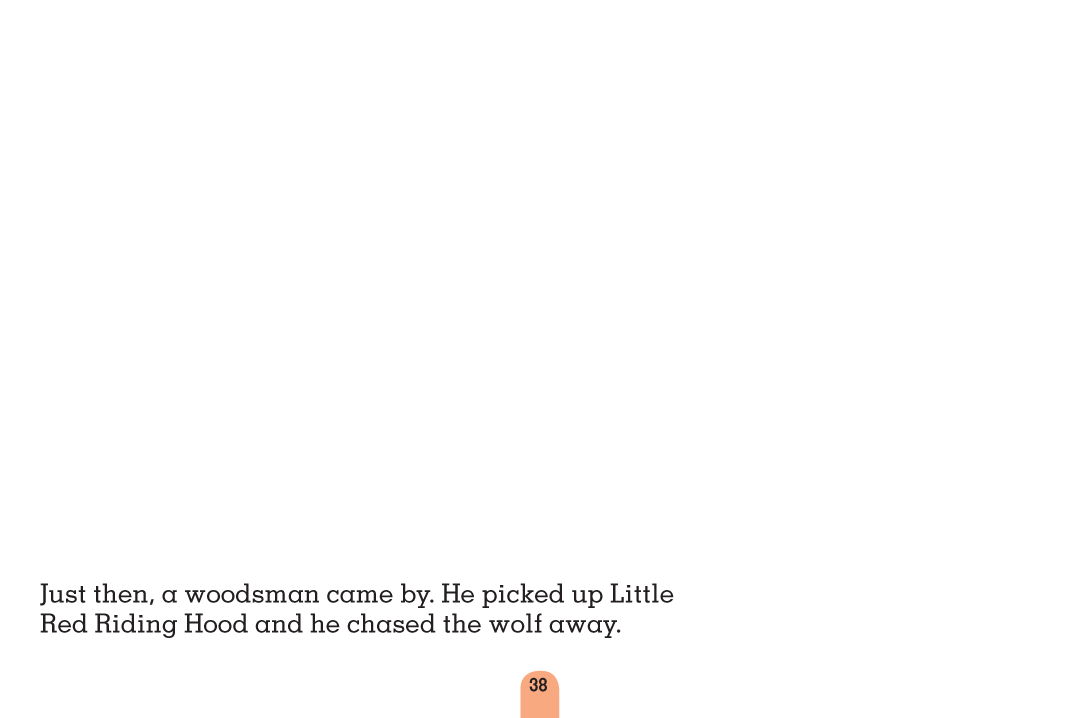 Just then, a woodsman came by. He picked up Little
Red Riding Hood and he chased the wolf away.
38